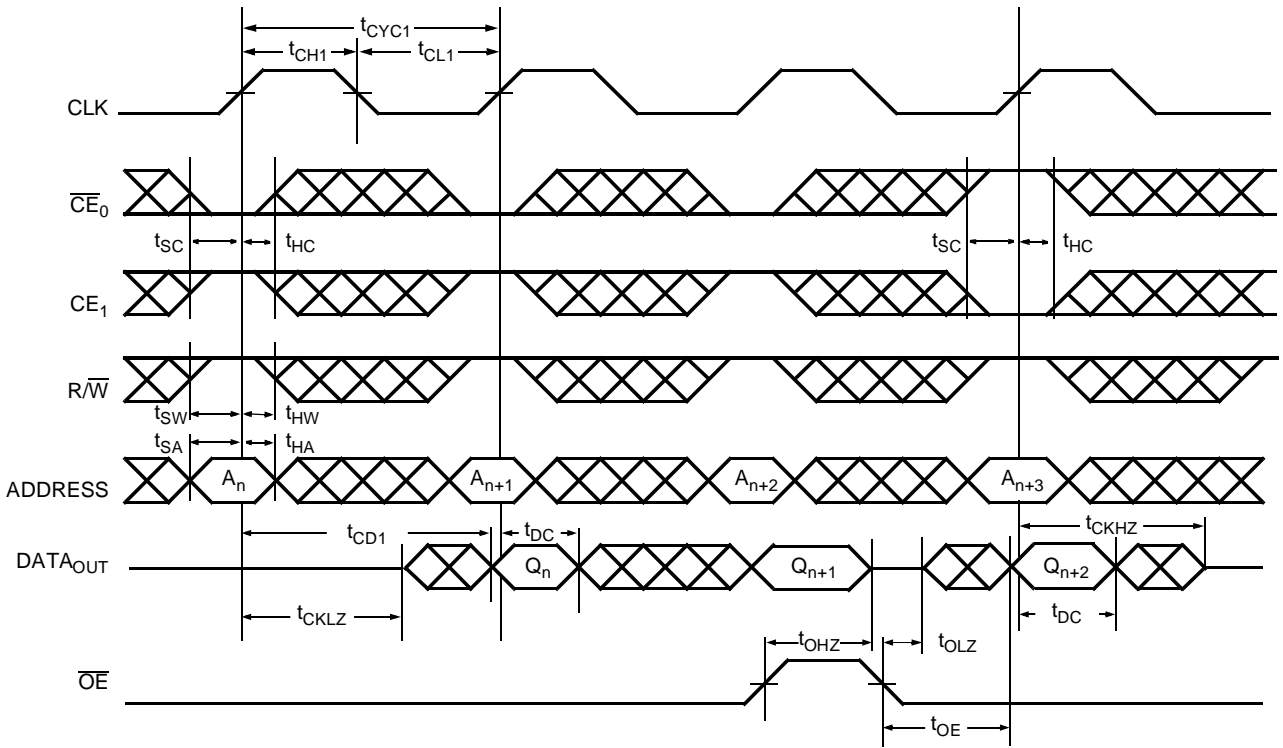 tCYC1
tCH1 tCL1
CLK
CE0
tSC tHC tSC tHC
CE1
R/W
tSW tHW
tSA tHA
ADDRESS An An+1 An+2 An+3
tCD1 tDC tCKHZ
DATAOUT Qn Qn+1 Qn+2
tCKLZ tDC
tOHZ tOLZ
OE
tOE